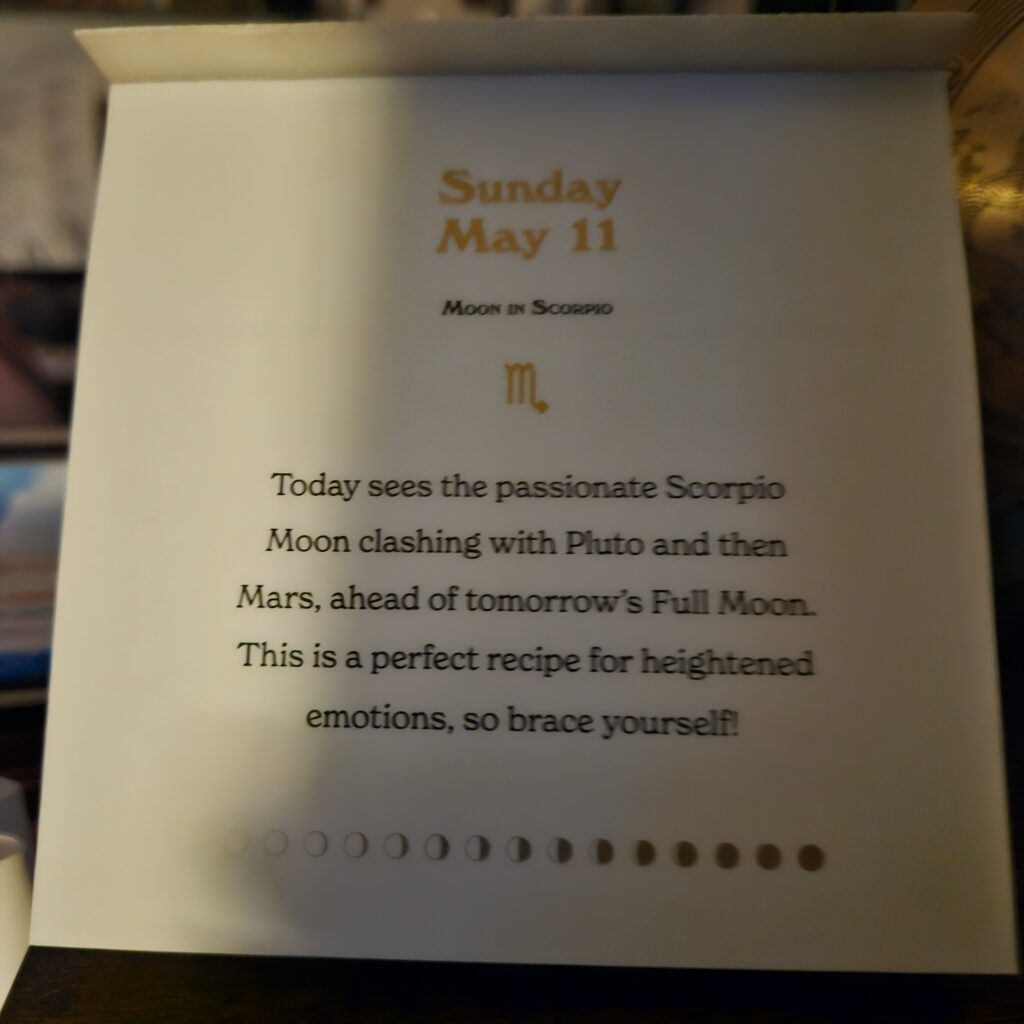 Sunday
May 11
Moon in Scorpio
♏
Today sees the passionate Scorpio
Moon clashing with Pluto and then
Mars, ahead of tomorrow’s Full Moon.
This is a perfect recipe for heightened
emotions, so brace yourself!